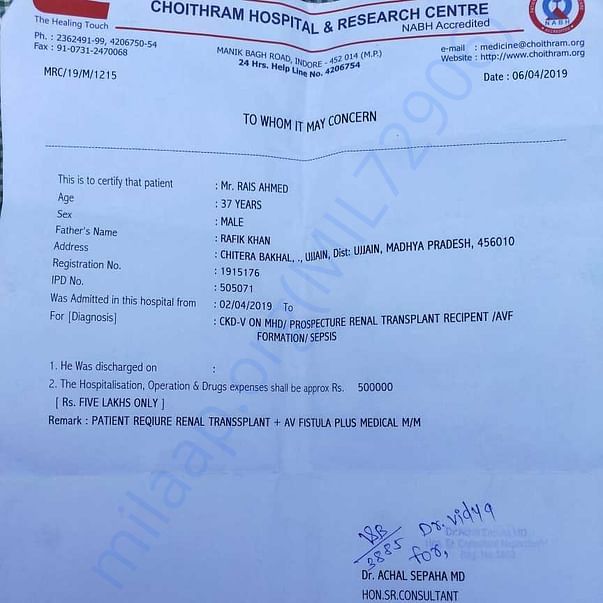 The Healing Touch
CHOITHRAM HOSPITAL & RESEARCH CENTRE
NABH Accredited
NABH
Ph. : 2362491-99, 4206750-54
Fax : 91-0731-2470068
MANIK BAGH ROAD, INDORE - 452 014 (M.P.)
24 Hrs. Help Line No. 4206754
e-mail : medicine@choithram.org
Website : http://www.choithram.org
MRC/19/M/1215
Date : 06/04/2019
TO WHOM IT MAY CONCERN
This is to certify that patient : Mr. RAIS AHMED
Age : 37 YEARS
Sex : MALE
Father's Name : RAFIK KHAN
Address : CHITERA BAKHAL, ., UJJAIN, Dist: UJJAIN, MADHYA PRADESH, 456010
Registration No. : 1915176
IPD No. : 505071
Was Admitted in this hospital from : 02/04/2019 To
For [Diagnosis] : CKD-V ON MHD/ PROSPECTURE RENAL TRANSPLANT RECIPENT /AVF
FORMATION/ SEPSIS
1. He Was discharged on :
2. The Hospitalisation, Operation & Drugs expenses shall be approx Rs. 500000
[ Rs. FIVE LAKHS ONLY ]
Remark : PATIENT REQIURE RENAL TRANSSPLANT + AV FISTULA PLUS MEDICAL M/M
Dr. Vidya
for,
Dr. ACHAL SEPAHA MD
HON.SR.CONSULTANT